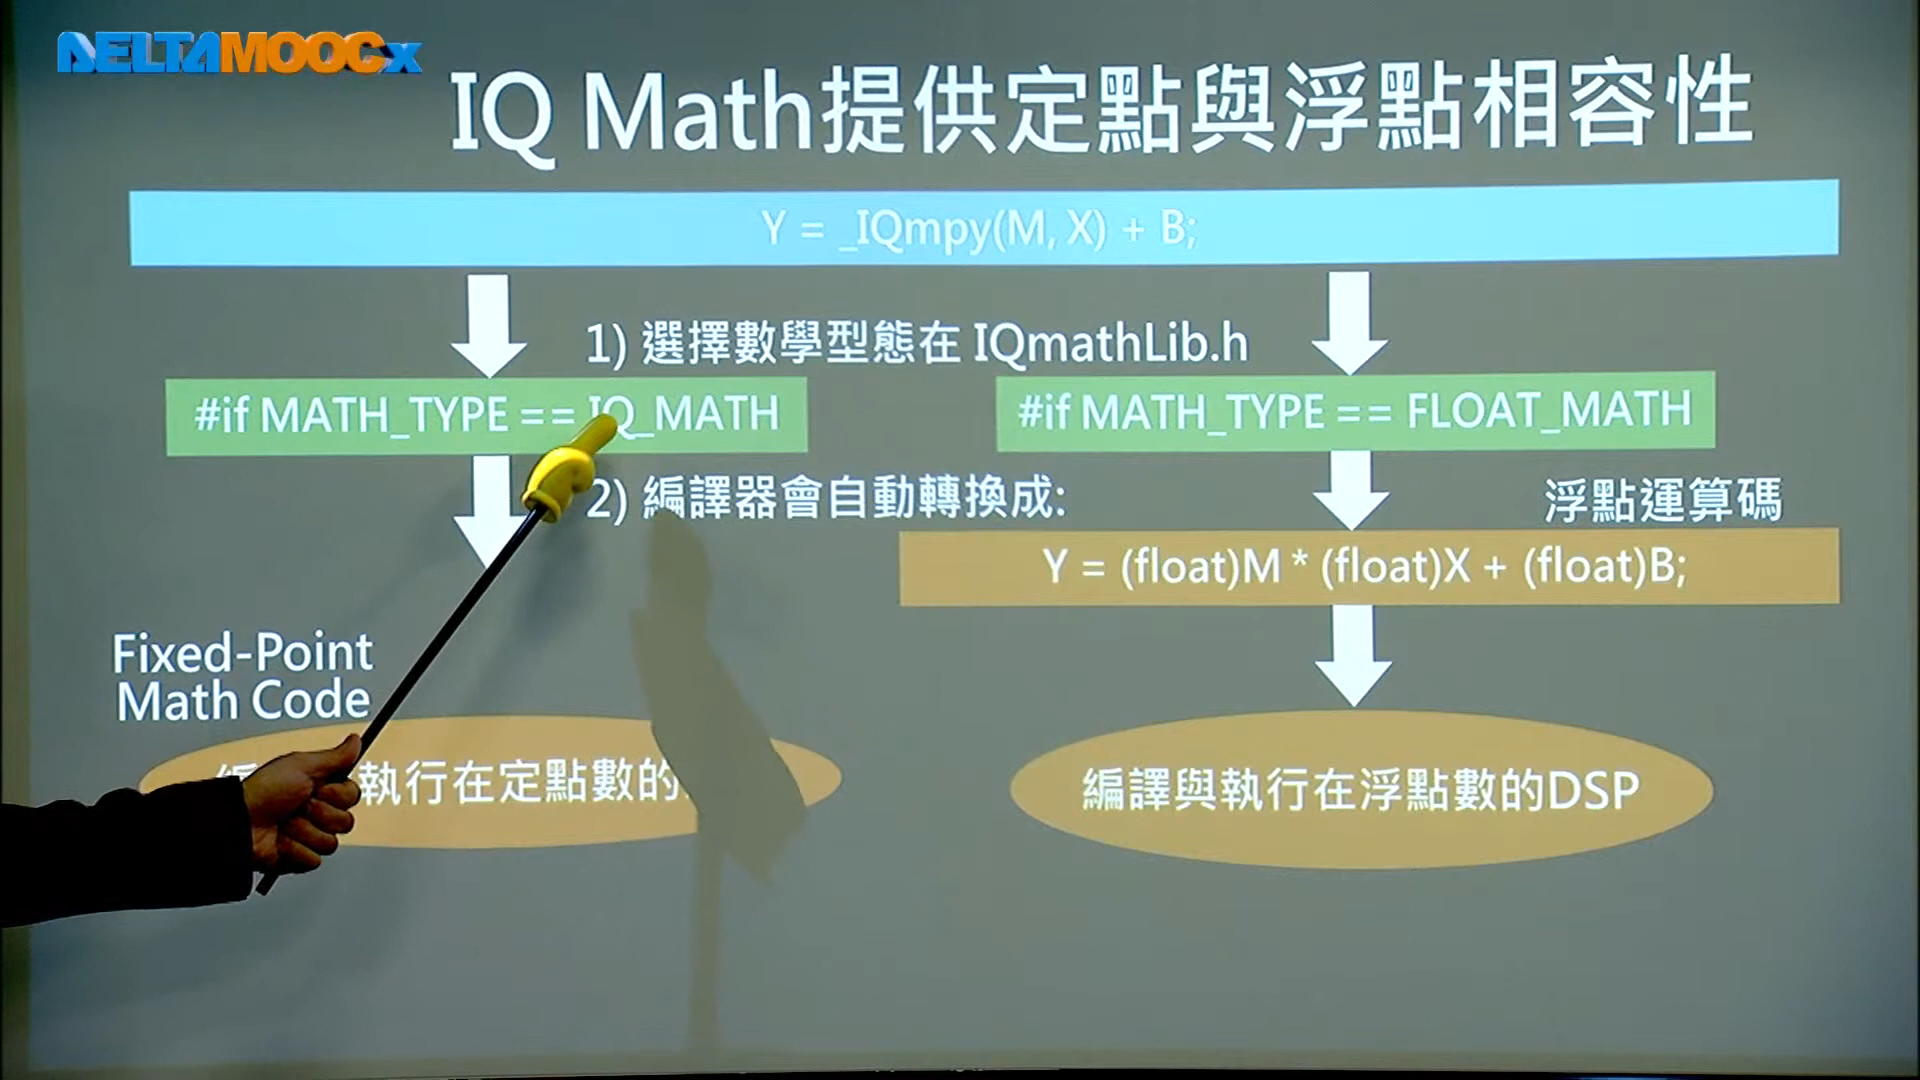 DELTAMOOCx
IQ Math提供定點與浮點相容性
Y = _IQmpy(M, X) + B;
1) 選擇數學型態在 IQmathLib.h
#if MATH_TYPE == IQ_MATH
#if MATH_TYPE == FLOAT_MATH
2) 編譯器會自動轉換成:
浮點運算碼
Y = (float)M * (float)X + (float)B;
Fixed-Point
Math Code
執行在定點數的
編譯與執行在浮點數的DSP